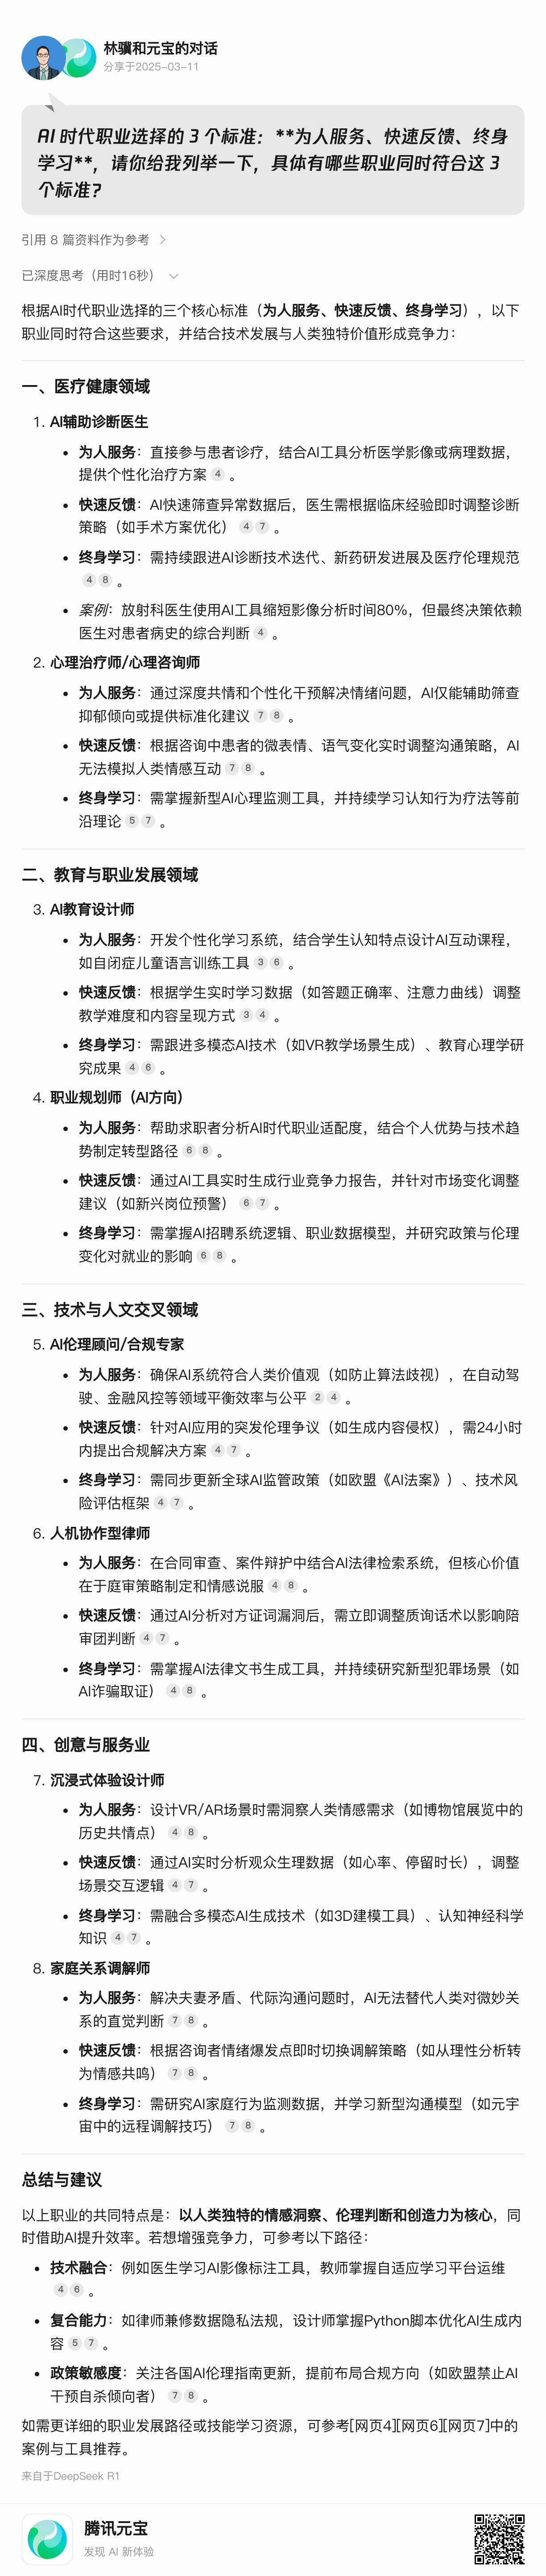 林骥和元宝的对话
分享于2025-03-11
AI 时代职业选择的 3 个标准：**为人服务、快速反馈、终身
学习**，请你给我列举一下，具体有哪些职业同时符合这 3
个标准？
引用 8 篇资料作为参考
已深度思考（用时16秒）
根据AI时代职业选择的三个核心标准（为人服务、快速反馈、终身学习），以下
职业同时符合这些要求，并结合技术发展与人类独特价值形成竞争力：
一、医疗健康领域
1. AI辅助诊断医生
• 为人服务：直接参与患者诊疗，结合AI工具分析医学影像或病理数据，
提供个性化治疗方案 4 。
• 快速反馈：AI快速筛查异常数据后，医生需根据临床经验即时调整诊断
策略（如手术方案优化） 4 7 。
• 终身学习：需持续跟进AI诊断技术迭代、新药研发进展及医疗伦理规范
4 8 。
• 案例：放射科医生使用AI工具缩短影像分析时间80%，但最终决策依赖
医生对患者病史的综合判断 4 。
2. 心理治疗师/心理咨询师
• 为人服务：通过深度共情和个性化干预解决情绪问题，AI仅能辅助筛查
抑郁倾向或提供标准化建议 7 8 。
• 快速反馈：根据咨询中患者的微表情、语气变化实时调整沟通策略，AI
无法模拟人类情感互动 7 8 。
• 终身学习：需掌握新型AI心理监测工具，并持续学习认知行为疗法等前
沿理论 5 7 。
二、教育与职业发展领域
3. AI教育设计师
• 为人服务：开发个性化学习系统，结合学生认知特点设计AI互动课程，
如自闭症儿童语言训练工具 3 6 。
• 快速反馈：根据学生实时学习数据（如答题正确率、注意力曲线）调整
教学难度和内容呈现方式 3 4 。
• 终身学习：需跟进多模态AI技术（如VR教学场景生成）、教育心理学研
究成果 4 6 。
4. 职业规划师（AI方向）
• 为人服务：帮助求职者分析AI时代职业适配度，结合个人优势与技术趋
势制定转型路径 6 8 。
• 快速反馈：通过AI工具实时生成行业竞争力报告，并针对市场变化调整
建议（如新兴岗位预警） 6 7 。
• 终身学习：需掌握AI招聘系统逻辑、职业数据模型，并研究政策与伦理
变化对就业的影响 6 8 。
三、技术与人文交叉领域
5. AI伦理顾问/合规专家
• 为人服务：确保AI系统符合人类价值观（如防止算法歧视），在自动驾
驶、金融风控等领域平衡效率与公平 2 4 。
• 快速反馈：针对AI应用的突发伦理争议（如生成内容侵权），需24小时
内提出合规解决方案 4 7 。
• 终身学习：需同步更新全球AI监管政策（如欧盟《AI法案》）、技术风
险评估框架 4 7 。
6. 人机协作型律师
• 为人服务：在合同审查、案件辩护中结合AI法律检索系统，但核心价值
在于庭审策略制定和情感说服 4 8 。
• 快速反馈：通过AI分析对方证词漏洞后，需立即调整质询话术以影响陪
审团判断 4 7 。
• 终身学习：需掌握AI法律文书生成工具，并持续研究新型犯罪场景（如
AI诈骗取证） 4 8 。
四、创意与服务业
7. 沉浸式体验设计师
• 为人服务：设计VR/AR场景时需洞察人类情感需求（如博物馆展览中的
历史共情点） 4 8 。
• 快速反馈：通过AI实时分析观众生理数据（如心率、停留时长），调整
场景交互逻辑 4 7 。
• 终身学习：需融合多模态AI生成技术（如3D建模工具）、认知神经科学
知识 4 7 。
8. 家庭关系调解师
• 为人服务：解决夫妻矛盾、代际沟通问题时，AI无法替代人类对微妙关
系的直觉判断 7 8 。
• 快速反馈：根据咨询者情绪爆发点即时切换调解策略（如从理性分析转
为情感共鸣） 7 8 。
• 终身学习：需研究AI家庭行为监测数据，并学习新型沟通模型（如元宇
宙中的远程调解技巧） 7 8 。
总结与建议
以上职业的共同特点是：以人类独特的情感洞察、伦理判断和创造力为核心，同
时借助AI提升效率。若想增强竞争力，可参考以下路径：
• 技术融合：例如医生学习AI影像标注工具，教师掌握自适应学习平台运维
4 6 。
• 复合能力：如律师兼修数据隐私法规，设计师掌握Python脚本优化AI生成内
容 5 7 。
• 政策敏感度：关注各国AI伦理指南更新，提前布局合规方向（如欧盟禁止AI
干预自杀倾向者） 7 8 。
如需更详细的职业发展路径或技能学习资源，可参考[网页4][网页6][网页7]中的
案例与工具推荐。
来自于DeepSeek R1
腾讯元宝
发现 AI 新体验